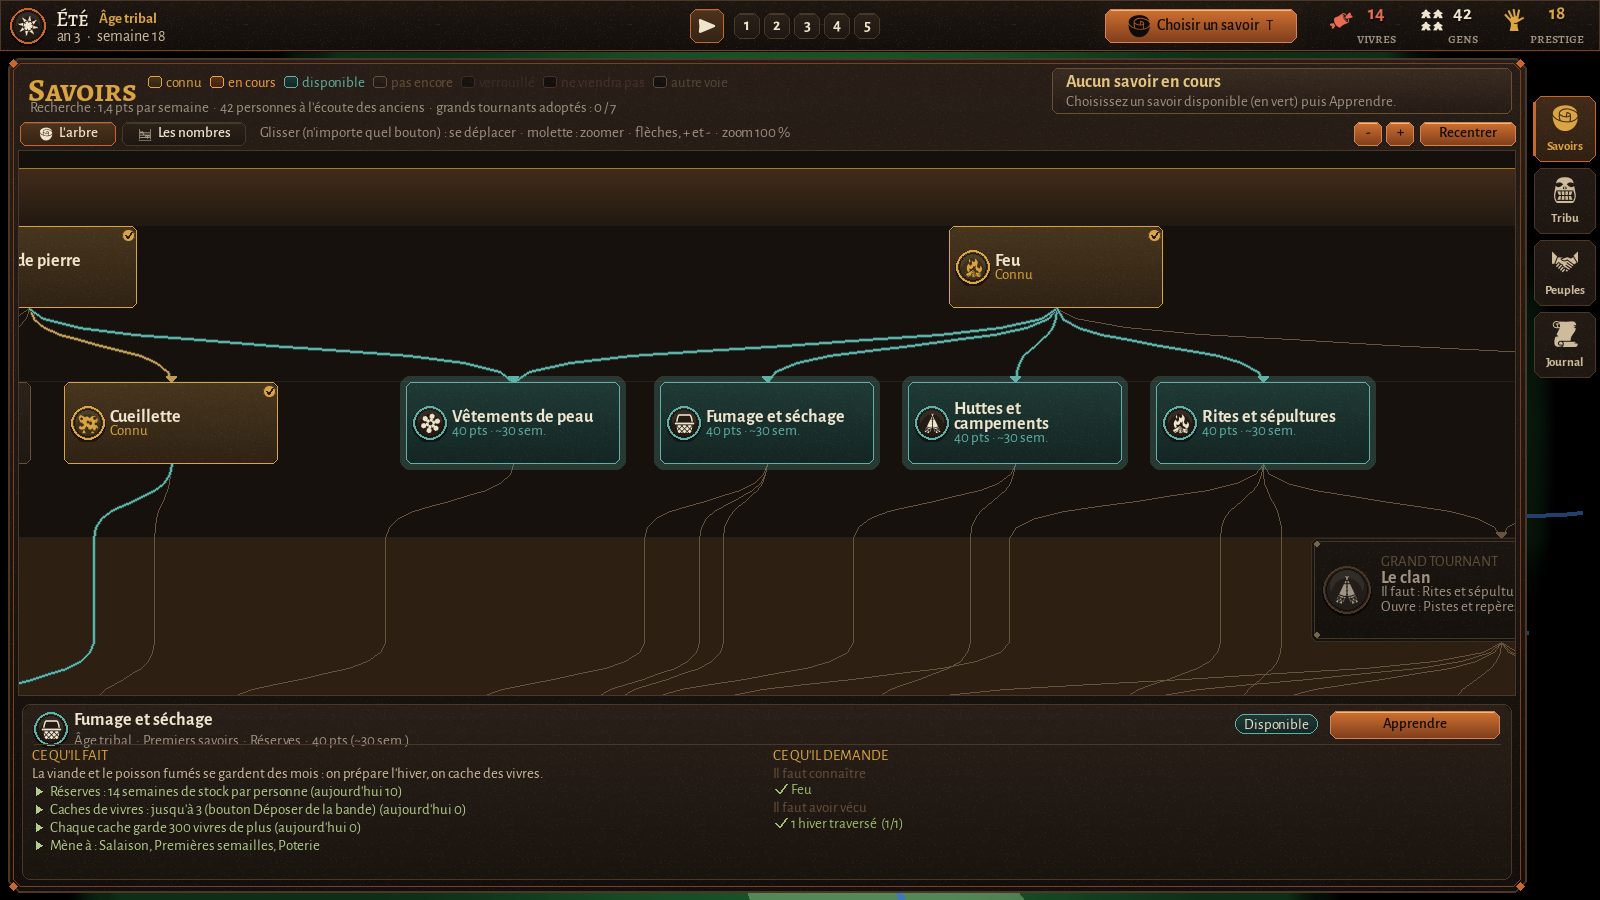 Été Âge tribal
an 3 · semaine 18
1 2 3 4 5
Choisir un savoir T
14 VIVRES
42 GENS
18 PRESTIGE
Savoirs
connu en cours disponible pas encore verrouillé ne viendra pas autre voie
Recherche : 1,4 pts par semaine · 42 personnes à l'écoute des anciens · grands tournants adoptés : 0 / 7
Aucun savoir en cours
Choisissez un savoir disponible (en vert) puis Apprendre.
L'arbre
Les nombres
Glisser (n'importe quel bouton) : se déplacer · molette : zoomer · flèches, + et - · zoom 100 %
- + Recentrer
Savoirs
Tribu
Peuples
Journal
de pierre
Feu
Connu
Cueillette
Connu
Vêtements de peau
40 pts · ~30 sem.
Fumage et séchage
40 pts · ~30 sem.
Huttes et
campements
40 pts · ~30 sem.
Rites et sépultures
40 pts · ~30 sem.
GRAND TOURNANT
Le clan
Il faut : Rites et sépultu
Ouvre : Pistes et repère
Fumage et séchage
Âge tribal · Premiers savoirs · Réserves · 40 pts (~30 sem.)
Disponible
Apprendre
CE QU'IL FAIT
La viande et le poisson fumés se gardent des mois : on prépare l'hiver, on cache des vivres.
Réserves : 14 semaines de stock par personne (aujourd'hui 10)
Caches de vivres : jusqu'à 3 (bouton Déposer de la bande) (aujourd'hui 0)
Chaque cache garde 300 vivres de plus (aujourd'hui 0)
Mène à : Salaison, Premières semailles, Poterie
CE QU'IL DEMANDE
Il faut connaître
Feu
Il faut avoir vécu
1 hiver traversé (1/1)